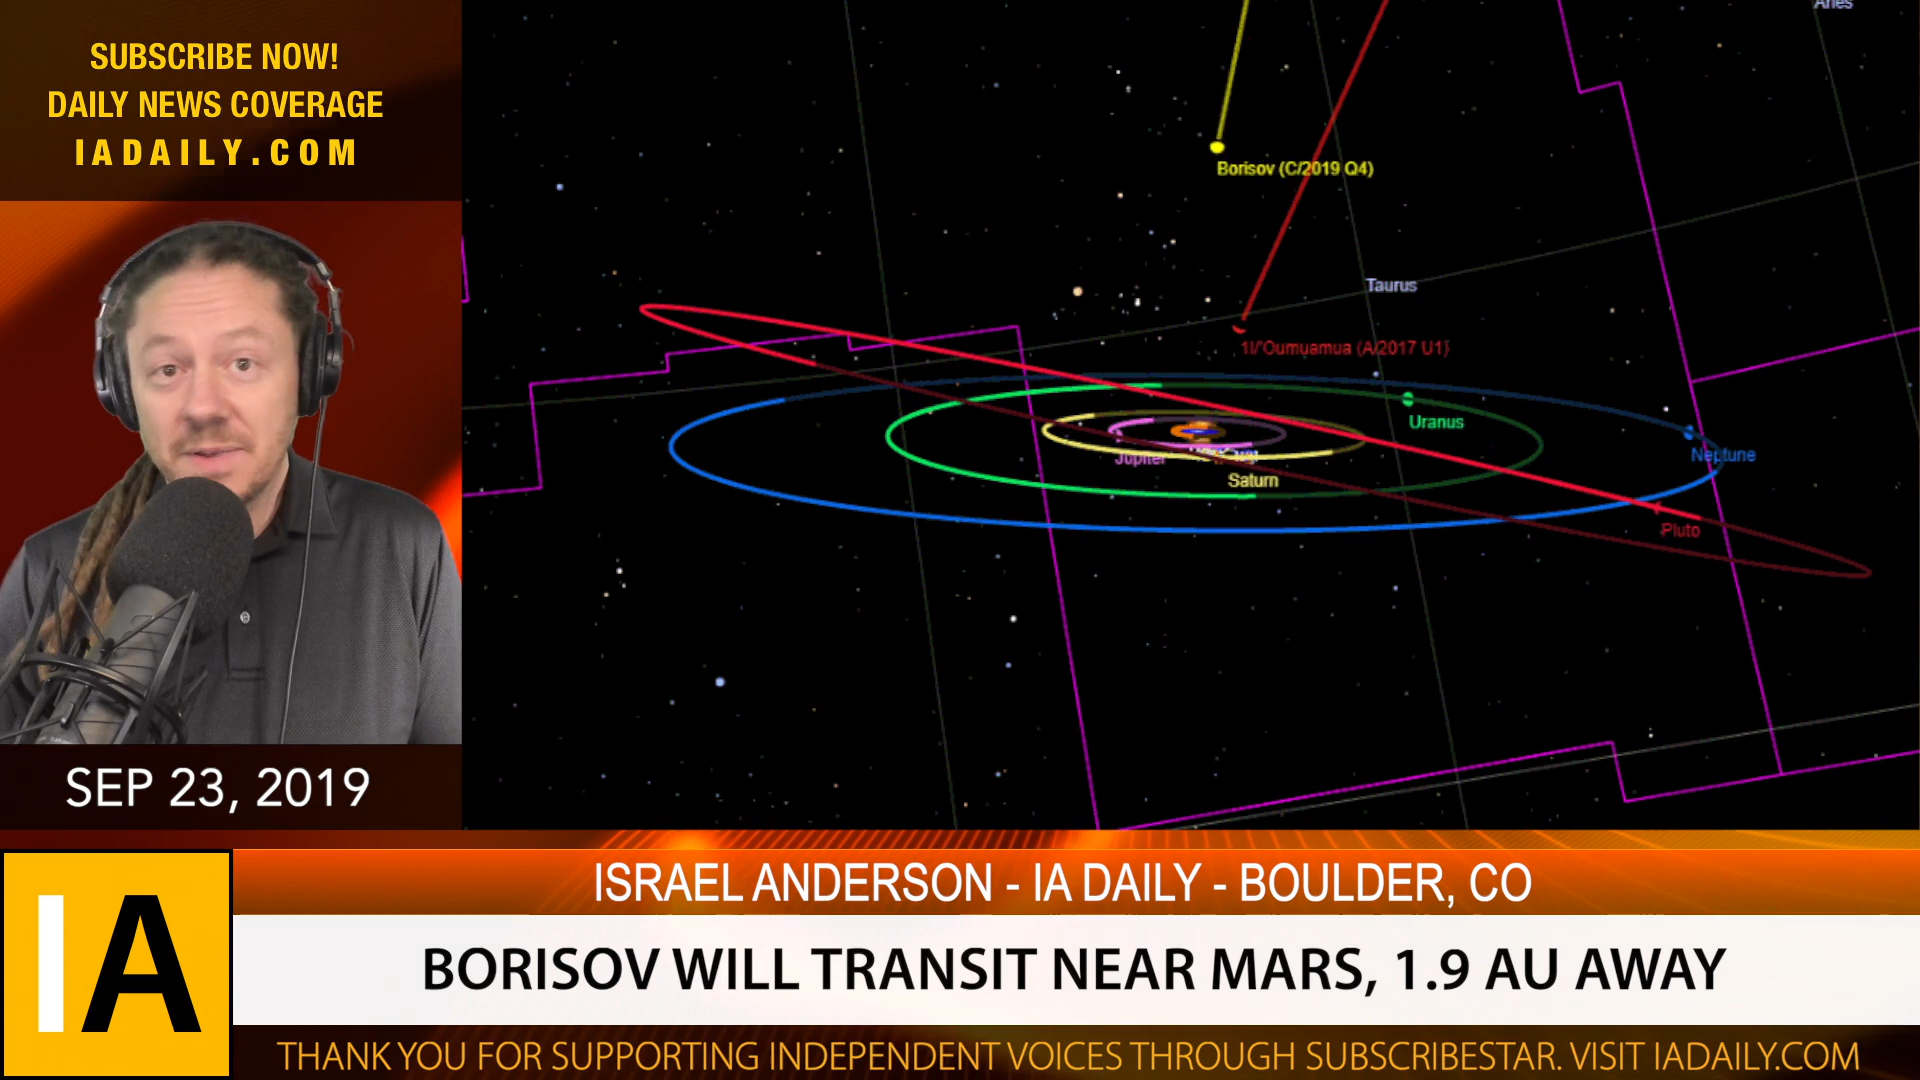 SUBSCRIBE NOW!
DAILY NEWS COVERAGE
IADAILY.COM
Aries
Borisov (C/2019 Q4)
Taurus
1I/'Oumuamua (A/2017 U1)
Uranus
Neptune
Jupiter
Saturn
Pluto
SEP 23, 2019
IA
ISRAEL ANDERSON - IA DAILY - BOULDER, CO
BORISOV WILL TRANSIT NEAR MARS, 1.9 AU AWAY
THANK YOU FOR SUPPORTING INDEPENDENT VOICES THROUGH SUBSCRIBESTAR. VISIT IADAILY.COM